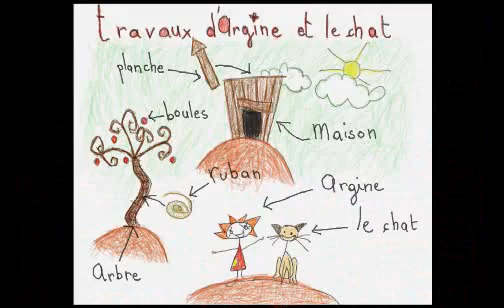 travaux d'Argine et le chat
planche
boules
Maison
ruban
Argine
le chat
arbre